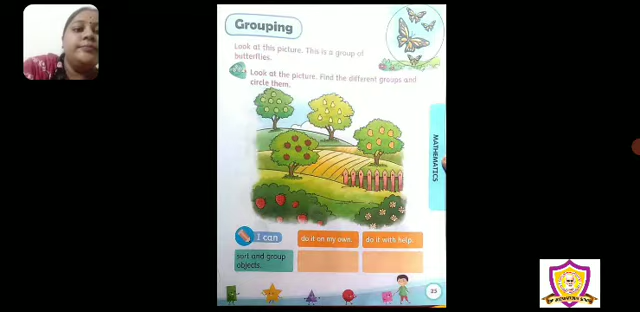 Grouping
Look at this picture. This is a group of
butterflies.
Look at the picture. Find the different groups and
circle them.
MATHEMATICS
I can
do it on my own.
do it with help.
sort and group
objects.
25